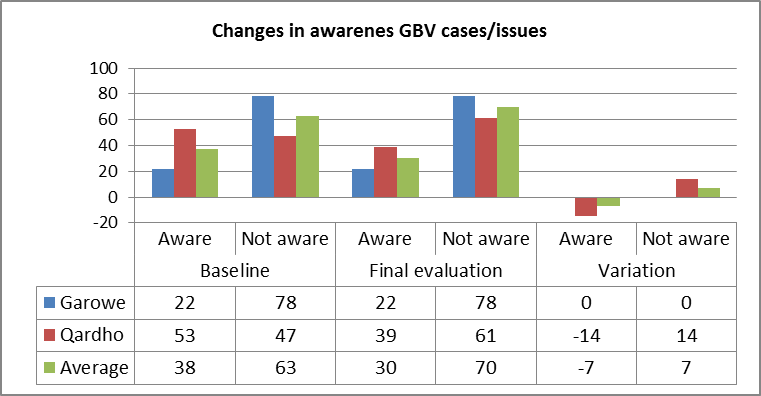 Changes in awarenes GBV cases/issues
100
80
60
40
20
0
-20
Aware Not aware Aware Not aware Aware Not aware
Baseline Final evaluation Variation
Garowe 22 78 22 78 0 0
Qardho 53 47 39 61 -14 14
Average 38 63 30 70 -7 7